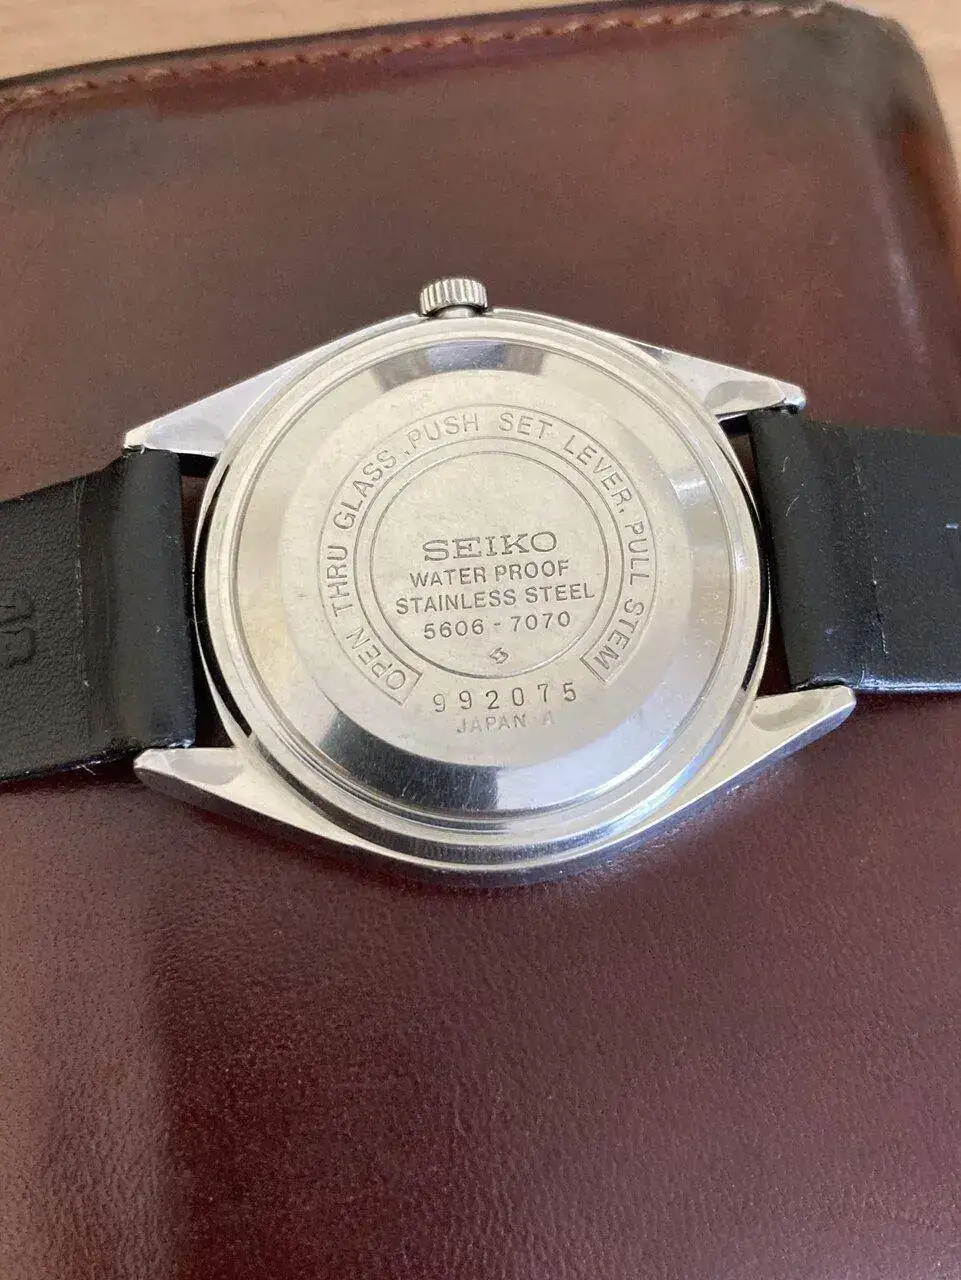 OPEN THRU GLASS, PUSH SET LEVER, PULL STEM
SEIKO
WATER PROOF
STAINLESS STEEL
5606-7070
992075
JAPAN A